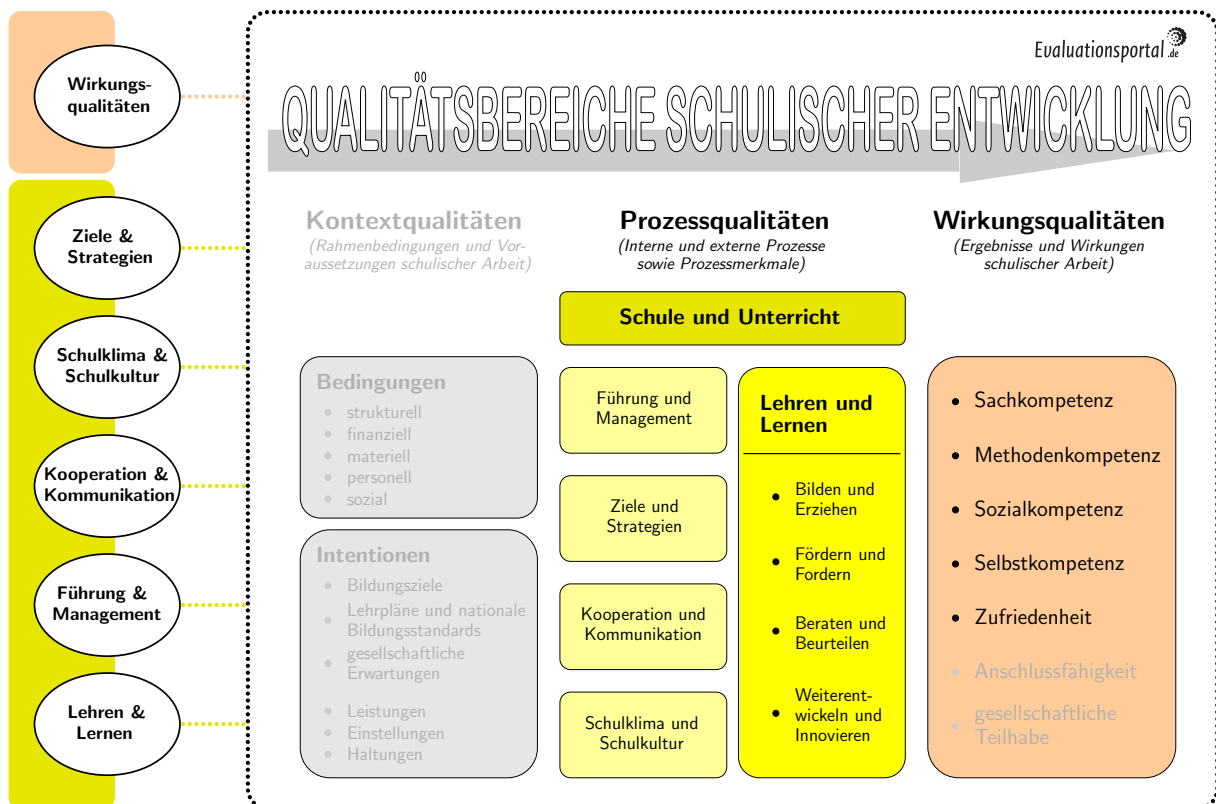 Wirkungs-
qualitäten
Ziele &
Strategien
Schulklima &
Schulkultur
Kooperation &
Kommunikation
Führung &
Management
Lehren &
Lernen
Evaluationsportal.de
QUALITÄTSBEREICHE SCHULISCHER ENTWICKLUNG
Kontextqualitäten
(Rahmenbedingungen und Vor-
aussetzungen schulischer Arbeit)
Bedingungen
• strukturell
• finanziell
• materiell
• personell
• sozial
Intentionen
• Bildungsziele
• Lehrpläne und nationale
Bildungsstandards
• gesellschaftliche
Erwartungen
• Leistungen
• Einstellungen
• Haltungen
Prozessqualitäten
(Interne und externe Prozesse
sowie Prozessmerkmale)
Schule und Unterricht
Führung und
Management
Ziele und
Strategien
Kooperation und
Kommunikation
Schulklima und
Schulkultur
Lehren und
Lernen
• Bilden und
Erziehen
• Fördern und
Fordern
• Beraten und
Beurteilen
• Weiterent-
wickeln und
Innovieren
Wirkungsqualitäten
(Ergebnisse und Wirkungen
schulischer Arbeit)
• Sachkompetenz
• Methodenkompetenz
• Sozialkompetenz
• Selbstkompetenz
• Zufriedenheit
• Anschlussfähigkeit
• gesellschaftliche
Teilhabe